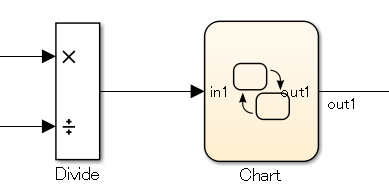 ×
÷
in1
out1
out1
Divide
Chart